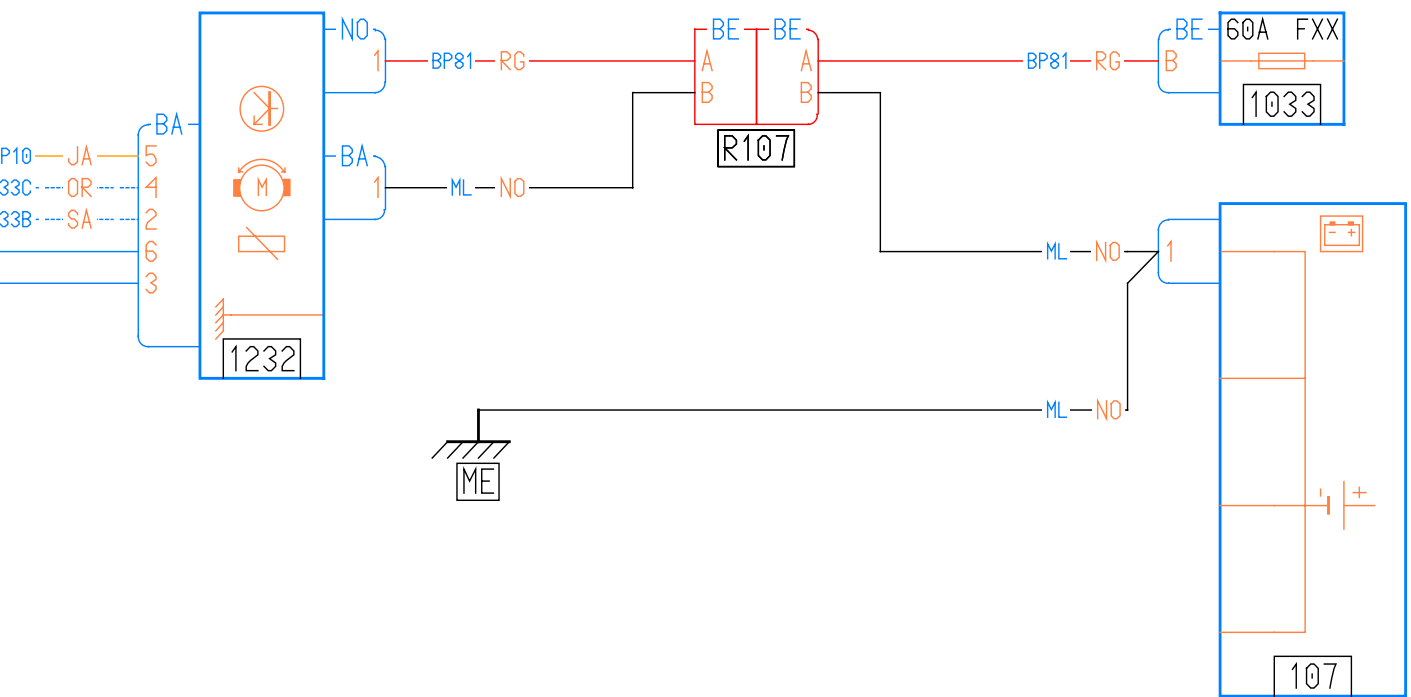 NO
BE
BE
BE
60A FXX
1
BP81
RG
A
A
BP81
RG
B
B
B
1033
BA
R107
P10
JA
5
BA
33C
OR
4
M
1
ML
NO
33B
SA
2
6
ML
NO
1
- +
3
1232
ML
NO
ME
- +
107